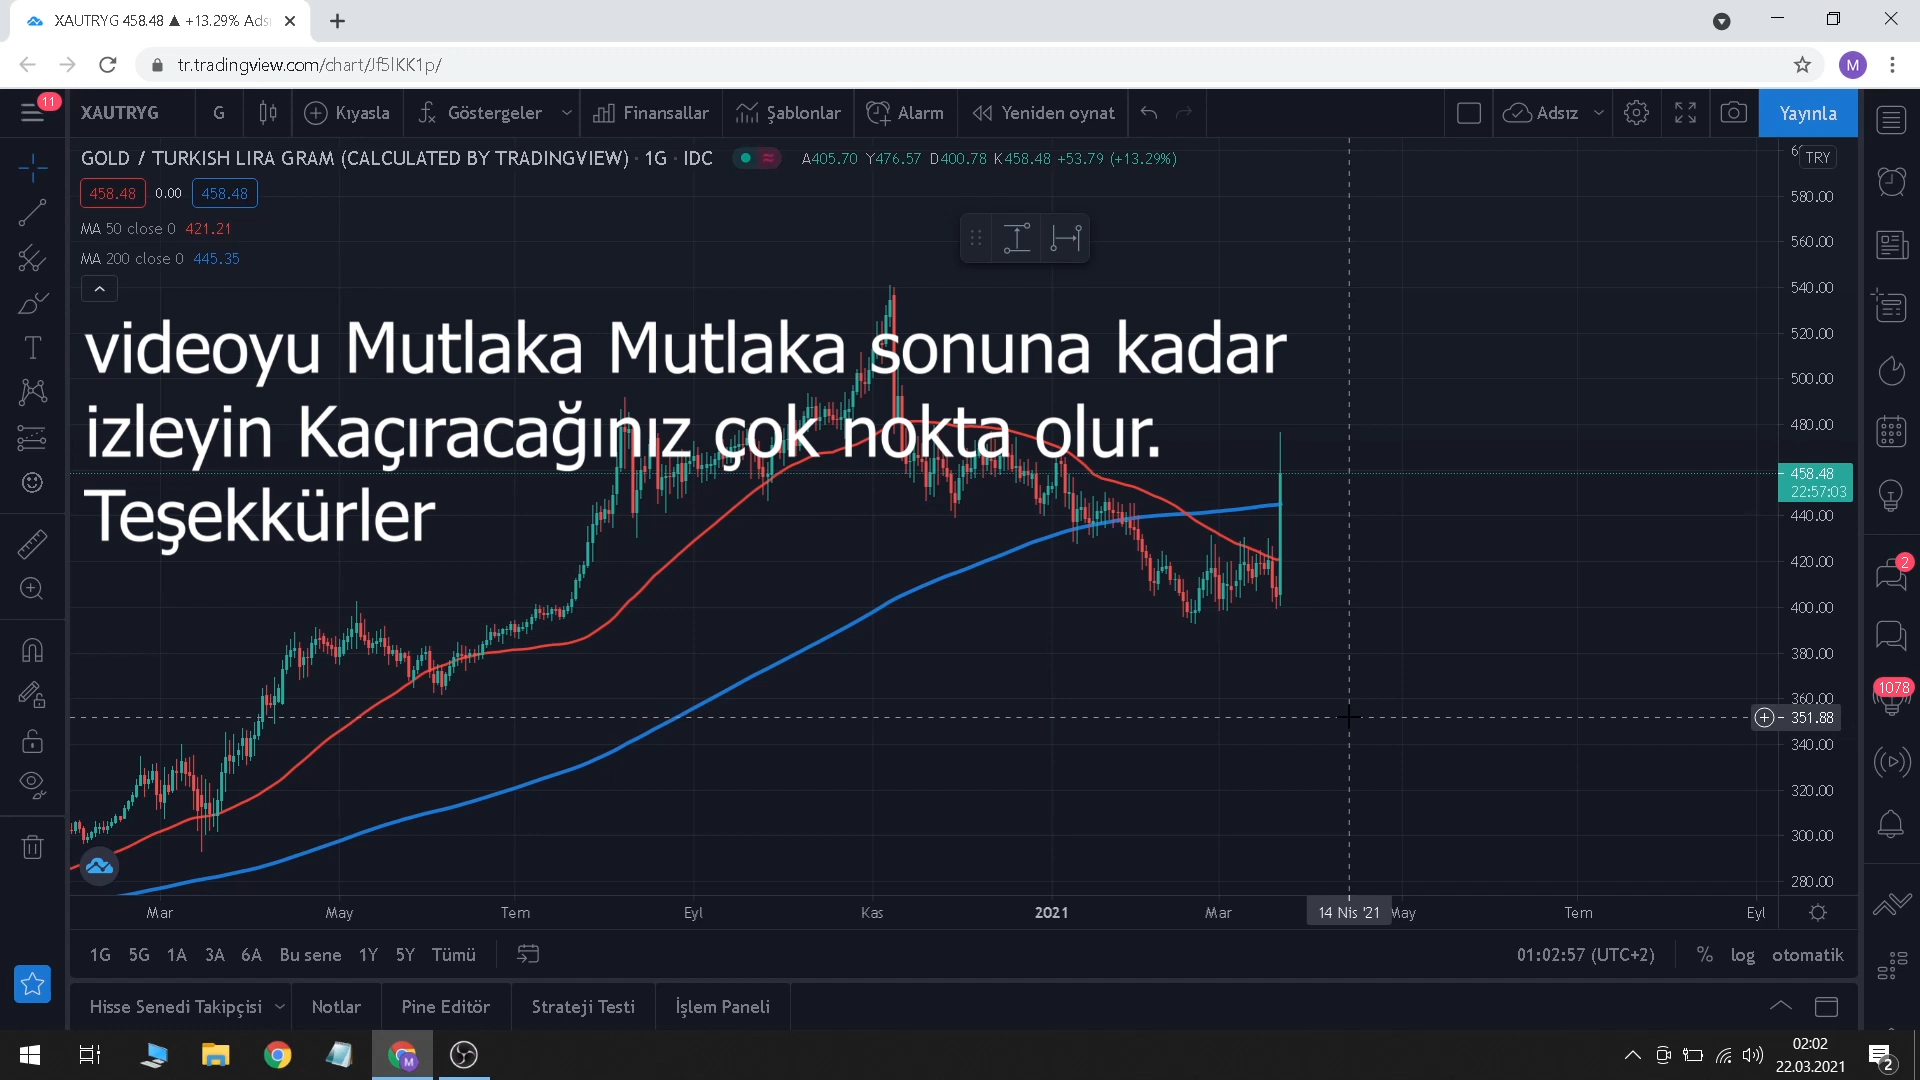 XAUTRYG 458.48 ▲ +13.29% Ads
tr.tradingview.com/chart/Jf5lKK1p/
M
11
XAUTRYG
G
Kıyasla
Göstergeler
Finansallar
Şablonlar
Alarm
Yeniden oynat
Adsız
Yayınla
GOLD / TURKISH LIRA GRAM (CALCULATED BY TRADINGVIEW) · 1G · IDC
A405.70 Y476.57 D400.78 K458.48 +53.79 (+13.29%)
TRY
458.48 0.00 458.48
MA 50 close 0 421.21
MA 200 close 0 445.35
videoyu Mutlaka Mutlaka sonuna kadar
izleyin Kaçıracağınız çok nokta olur.
Teşekkürler
580.00
560.00
540.00
520.00
500.00
480.00
458.48
22:57:03
440.00
420.00
400.00
380.00
360.00
351.88
340.00
320.00
300.00
280.00
2
1078
Mar May Tem Eyl Kas 2021 Mar 14 Nis '21 May Tem Eyl
1G 5G 1A 3A 6A Bu sene 1Y 5Y Tümü
01:02:57 (UTC+2) % log otomatik
Hisse Senedi Takipçisi Notlar Pine Editör Strateji Testi İşlem Paneli
M
02:02
22.03.2021
2